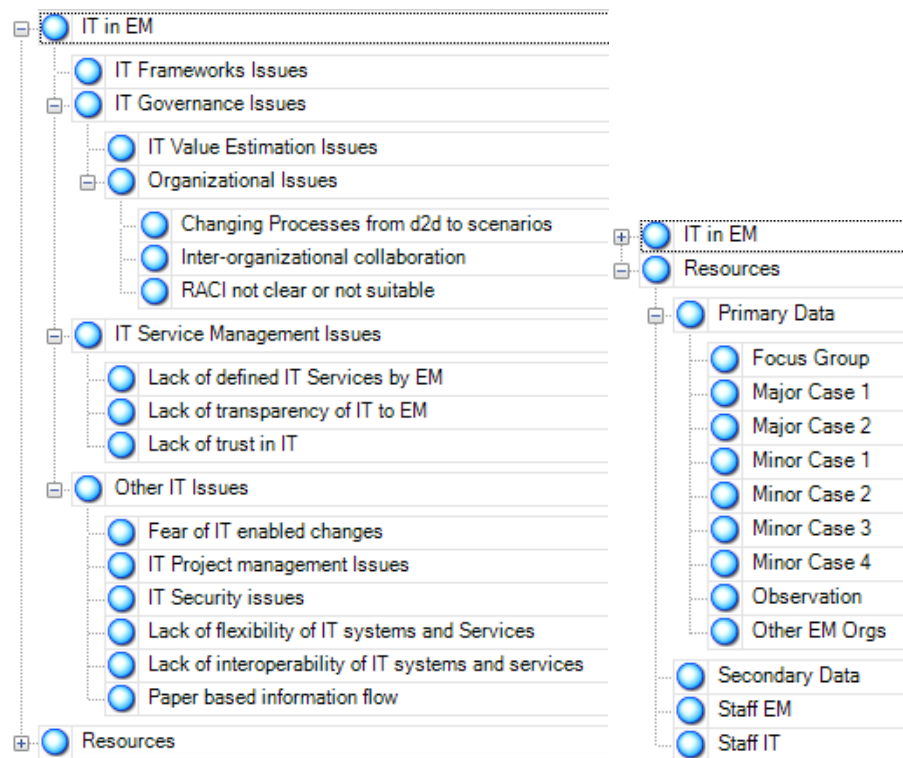 IT in EM
IT Frameworks Issues
IT Governance Issues
IT Value Estimation Issues
Organizational Issues
Changing Processes from d2d to scenarios
Inter-organizational collaboration
RACI not clear or not suitable
IT Service Management Issues
Lack of defined IT Services by EM
Lack of transparency of IT to EM
Lack of trust in IT
Other IT Issues
Fear of IT enabled changes
IT Project management Issues
IT Security issues
Lack of flexibility of IT systems and Services
Lack of interoperability of IT systems and services
Paper based information flow
Resources
IT in EM
Resources
Primary Data
Focus Group
Major Case 1
Major Case 2
Minor Case 1
Minor Case 2
Minor Case 3
Minor Case 4
Observation
Other EM Orgs
Secondary Data
Staff EM
Staff IT